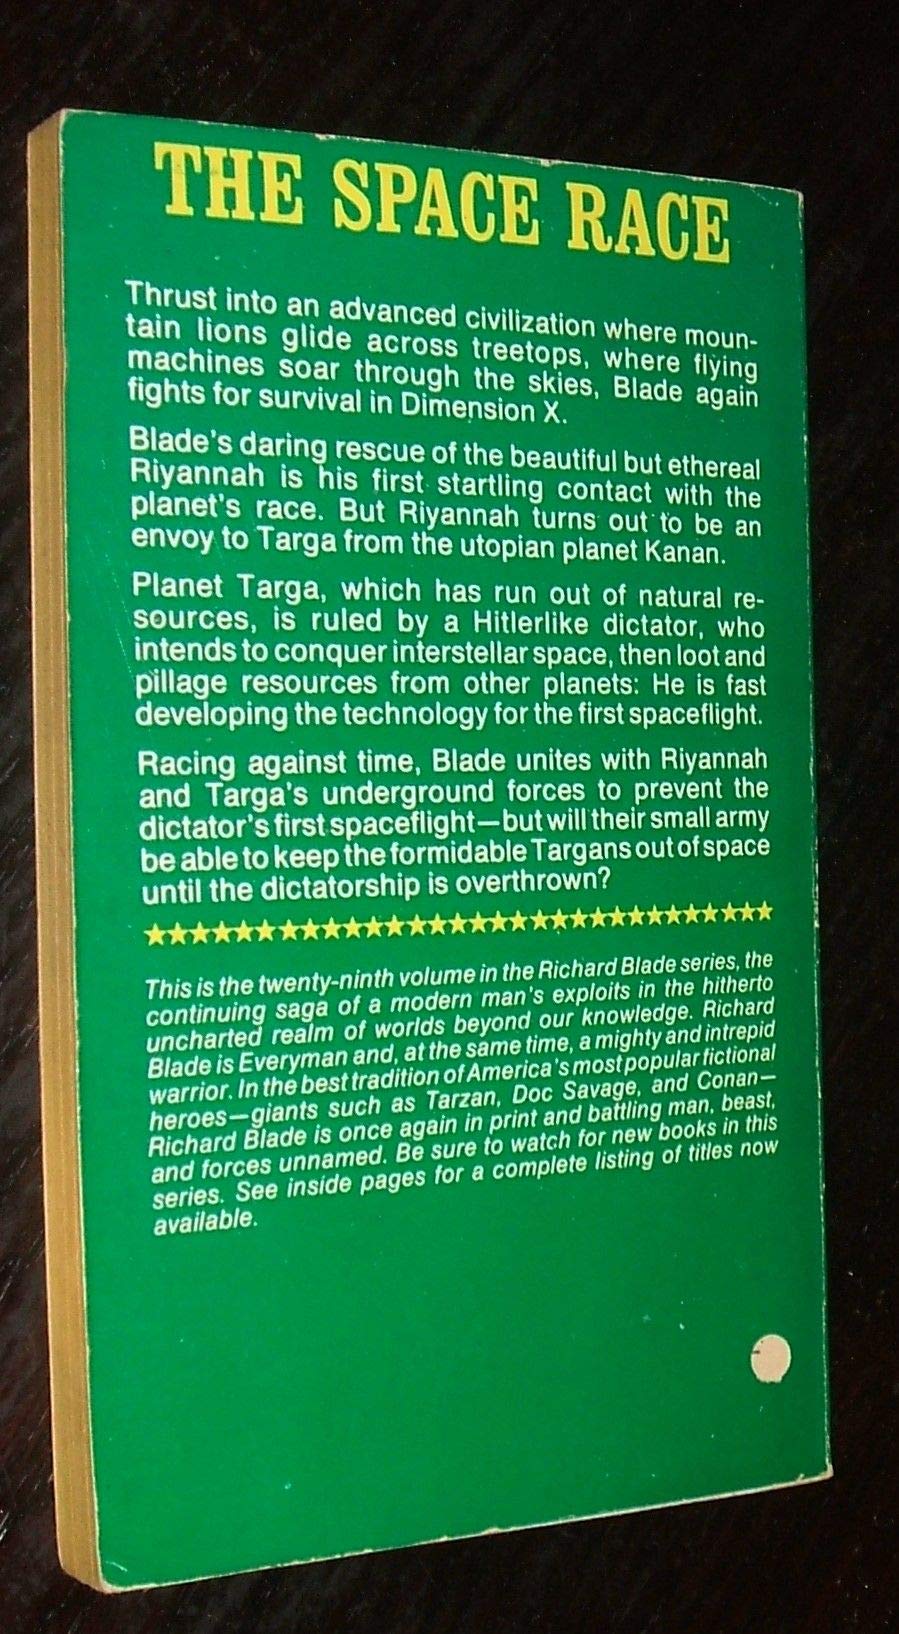 THE SPACE RACE
Thrust into an advanced civilization where moun-
tain lions glide across treetops, where flying
machines soar through the skies, Blade again
fights for survival in Dimension X.
Blade's daring rescue of the beautiful but ethereal
Riyannah is his first startling contact with the
planet's race. But Riyannah turns out to be an
envoy to Targa from the utopian planet Kanan.
Planet Targa, which has run out of natural re-
sources, is ruled by a Hitlerlike dictator, who
intends to conquer interstellar space, then loot and
pillage resources from other planets: He is fast
developing the technology for the first spaceflight.
Racing against time, Blade unites with Riyannah
and Targa's underground forces to prevent the
dictator's first spaceflight—but will their small army
be able to keep the formidable Targans out of space
until the dictatorship is overthrown?
This is the twenty-ninth volume in the Richard Blade series, the
continuing saga of a modern man's exploits in the hitherto
uncharted realm of worlds beyond our knowledge. Richard
Blade is Everyman and, at the same time, a mighty and intrepid
warrior. In the best tradition of America's most popular fictional
heroes—giants such as Tarzan, Doc Savage, and Conan—
Richard Blade is once again in print and battling man, beast,
and forces unnamed. Be sure to watch for new books in this
series. See inside pages for a complete listing of titles now
available.